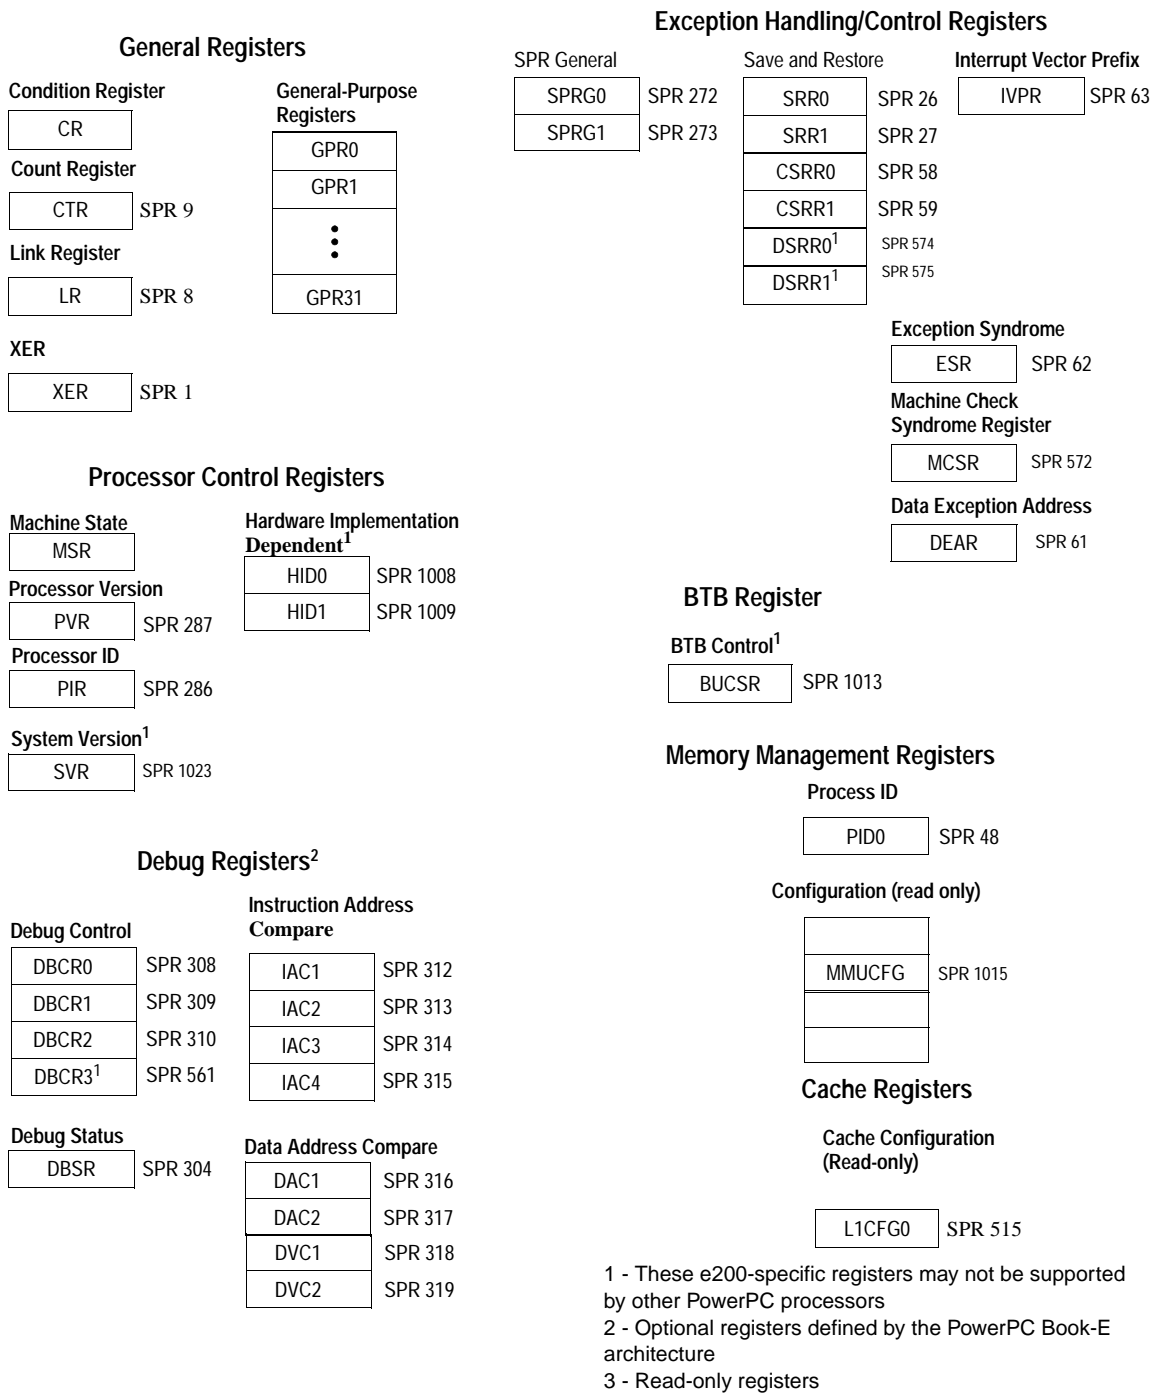 General Registers
Condition Register
CR
Count Register
CTR SPR 9
Link Register
LR SPR 8
XER
XER SPR 1
General-Purpose
Registers
GPR0
GPR1
GPR31
Exception Handling/Control Registers
SPR General
SPRG0 SPR 272
SPRG1 SPR 273
Save and Restore
SRR0 SPR 26
SRR1 SPR 27
CSRR0 SPR 58
CSRR1 SPR 59
DSRR0¹ SPR 574
DSRR1¹ SPR 575
Interrupt Vector Prefix
IVPR SPR 63
Exception Syndrome
ESR SPR 62
Machine Check
Syndrome Register
MCSR SPR 572
Data Exception Address
DEAR SPR 61
Processor Control Registers
Machine State
MSR
Processor Version
PVR SPR 287
Processor ID
PIR SPR 286
System Version¹
SVR SPR 1023
Hardware Implementation
Dependent¹
HID0 SPR 1008
HID1 SPR 1009
BTB Register
BTB Control¹
BUCSR SPR 1013
Memory Management Registers
Process ID
PID0 SPR 48
Configuration (read only)
MMUCFG SPR 1015
Debug Registers²
Debug Control
DBCR0 SPR 308
DBCR1 SPR 309
DBCR2 SPR 310
DBCR3¹ SPR 561
Debug Status
DBSR SPR 304
Instruction Address
Compare
IAC1 SPR 312
IAC2 SPR 313
IAC3 SPR 314
IAC4 SPR 315
Data Address Compare
DAC1 SPR 316
DAC2 SPR 317
DVC1 SPR 318
DVC2 SPR 319
Cache Registers
Cache Configuration
(Read-only)
L1CFG0 SPR 515
1 - These e200-specific registers may not be supported
by other PowerPC processors
2 - Optional registers defined by the PowerPC Book-E
architecture
3 - Read-only registers